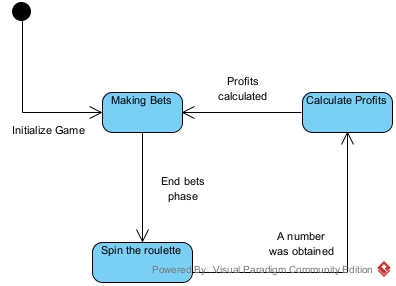 Profits
calculated
Making Bets
Calculate Profits
Initialize Game
End bets
phase
A number
was obtained
Spin the roulette
Powered By: Visual Paradigm Community Edition